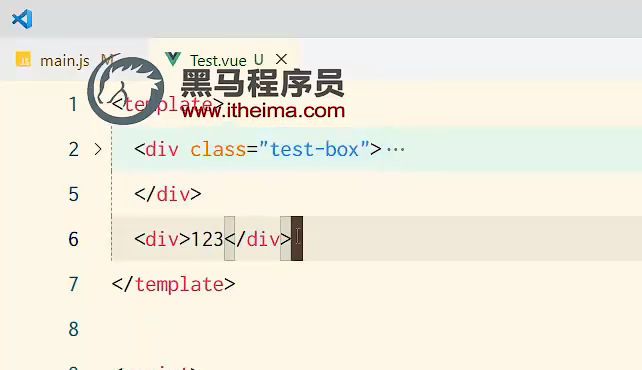 main.js M Test.vue U
黑马程序员
www.itheima.com
1 <template>
2 <div class="test-box">…
5 </div>
6 <div>123</div>
7 </template>
8